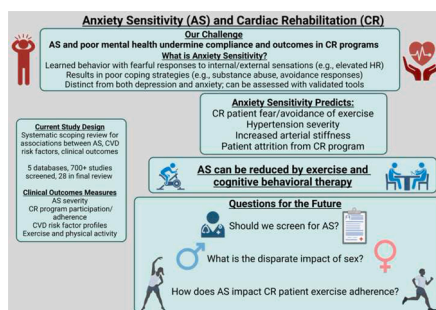 Anxiety Sensitivity (AS) and Cardiac Rehabilitation (CR)
Our Challenge
AS and poor mental health undermine compliance and outcomes in CR programs
What is Anxiety Sensitivity?
Learned behavior with fearful responses to internal/external sensations (e.g., elevated HR)
Results in poor coping strategies (e.g., substance abuse, avoidance responses)
Distinct from both depression and anxiety; can be assessed with validated tools
Current Study Design
Systematic scoping review for
associations between AS, CVD
risk factors, clinical outcomes
5 databases, 700+ studies
screened, 28 in final review
Clinical Outcomes Measures
AS severity
CR program participation/
adherence
CVD risk factor profiles
Exercise and physical activity
Anxiety Sensitivity Predicts:
CR patient fear/avoidance of exercise
Hypertension severity
Increased arterial stiffness
Patient attrition from CR program
AS can be reduced by exercise and
cognitive behavioral therapy
Questions for the Future
Should we screen for AS?
What is the disparate impact of sex?
How does AS impact CR patient exercise adherence?